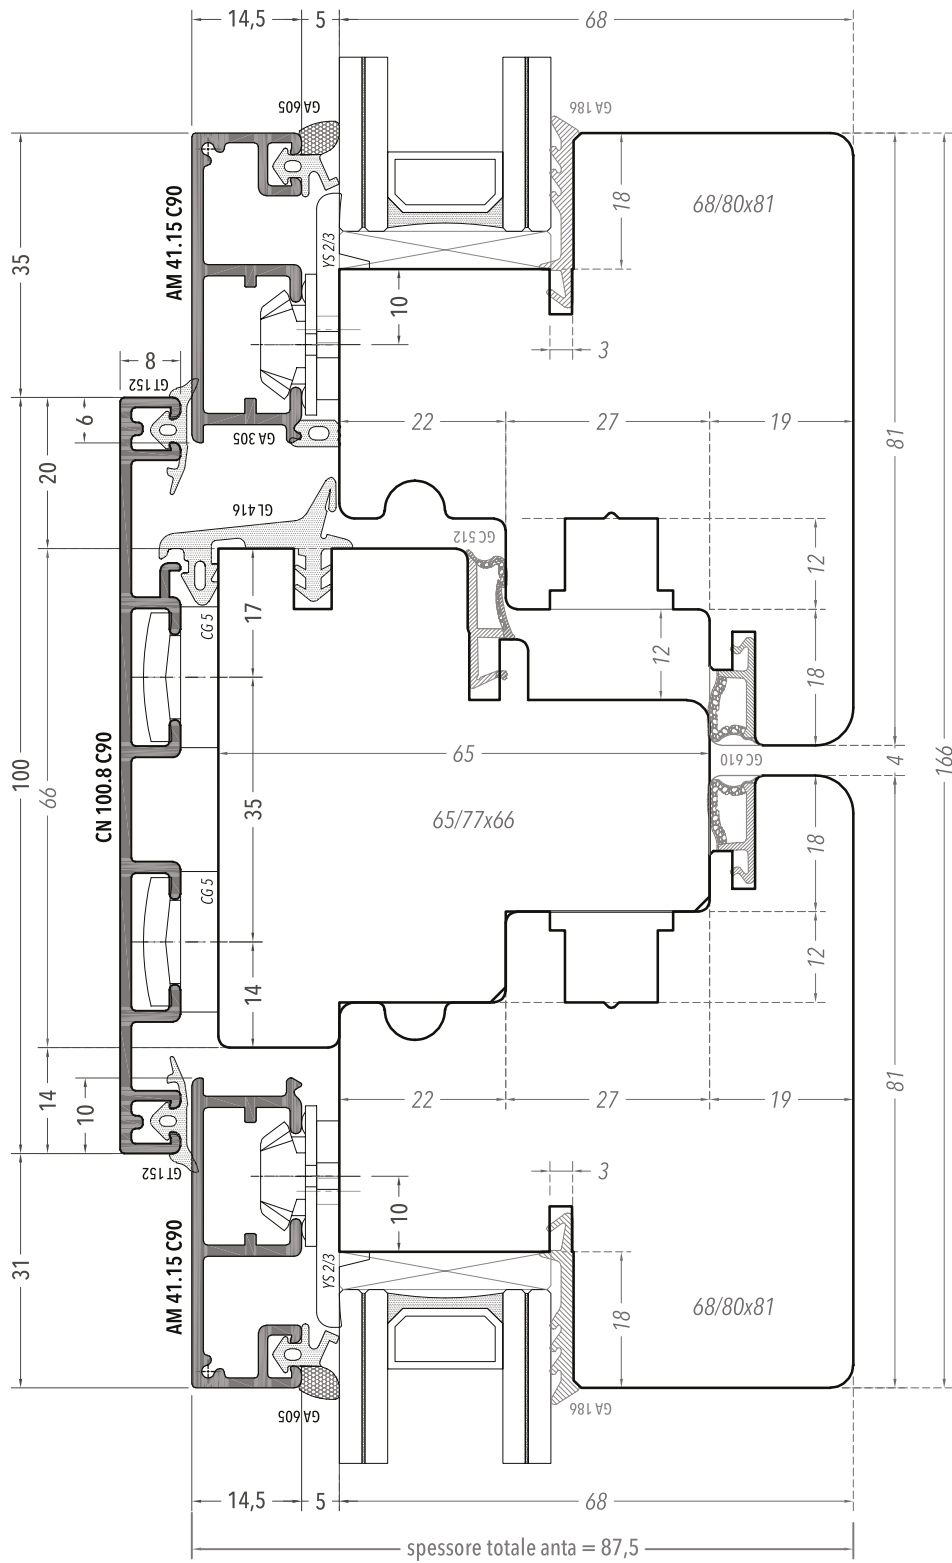 14,5
5
68
GA 605
GA 186
18
68/80x81
AM 41.15 C90
YS 2/3
35
10
3
8
GT 152
6
22
27
19
GA 305
81
20
GL 416
GC 512
12
17
CG 5
12
18
CN 100.8 C90
100
66
65
GC 610
4
166
35
65/77x66
18
CG 5
14
12
14
10
22
27
19
81
GT 152
3
10
AM 41.15 C90
31
YS 2/3
18
68/80x81
GA 605
GA 186
14,5
5
68
spessore totale anta = 87,5